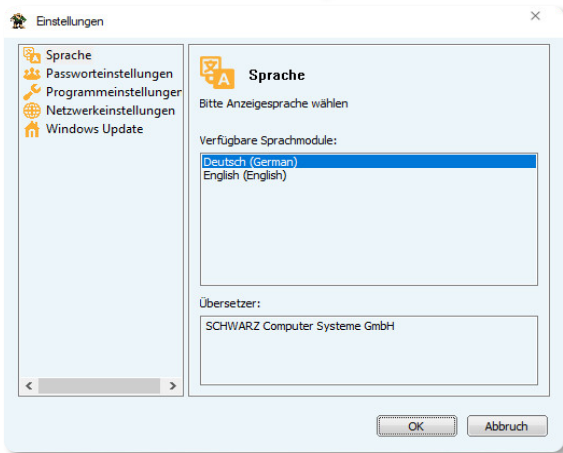 Einstellungen
Sprache
Passworteinstellungen
Programmeinstellunger
Netzwerkeinstellungen
Windows Update
Sprache
Bitte Anzeigesprache wählen
Verfügbare Sprachmodule:
Deutsch (German)
English (English)
Übersetzer:
SCHWARZ Computer Systeme GmbH
OK
Abbruch